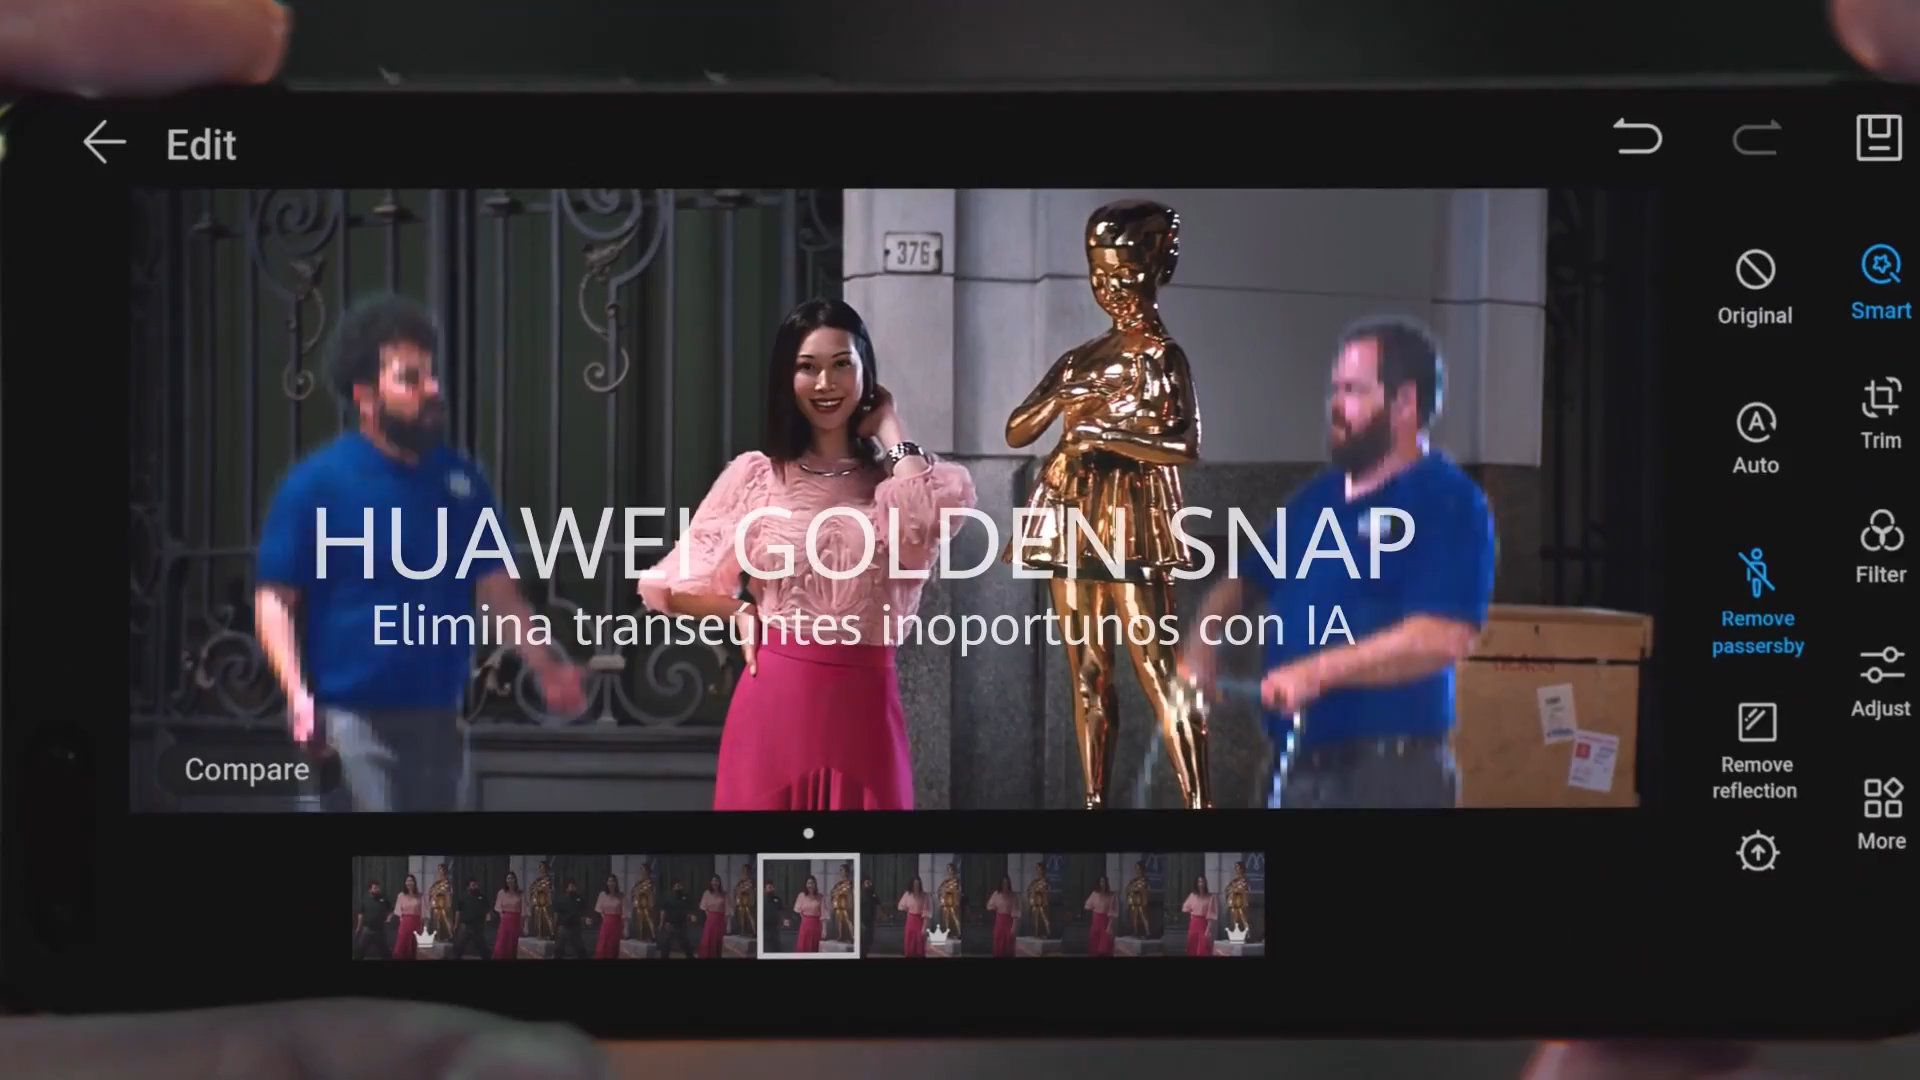 Edit
376
Original
Smart
Auto
Trim
HUAWEI GOLDEN SNAP
Elimina transeúntes inoportunos con IA
Filter
Remove
passersby
Adjust
Compare
Remove
reflection
More